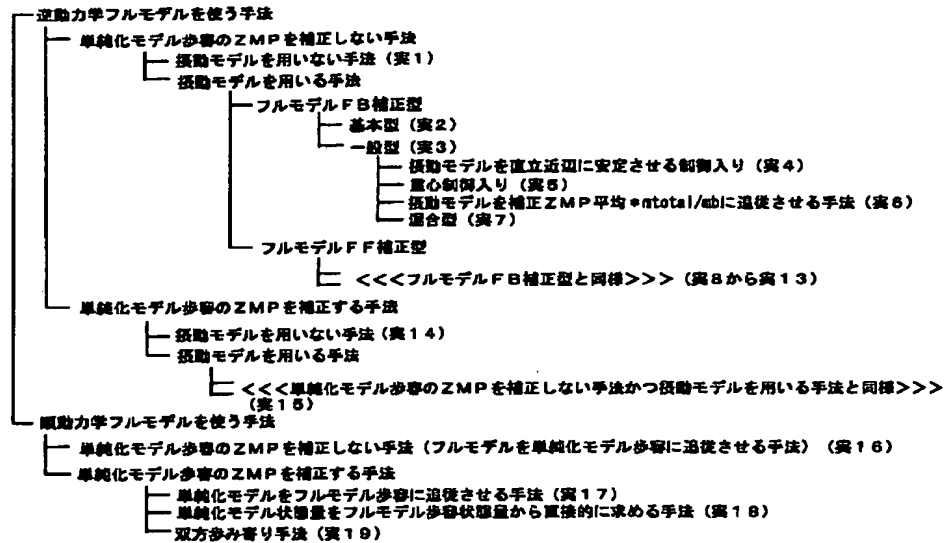 逆動力学フルモデルを使う手法
単純化モデル歩容のZMPを補正しない手法
摂動モデルを用いない手法(実1)
摂動モデルを用いる手法
フルモデルFB補正型
基本型(実2)
一般型(実3)
摂動モデルを直立近辺に安定させる制御入り(実4)
重心制御入り(実5)
摂動モデルを補正ZMP平均*mtotal/mbに追従させる手法(実6)
混合型(実7)
フルモデルFF補正型
<<<フルモデルFB補正型と同様>>>(実8から実13)
単純化モデル歩容のZMPを補正する手法
摂動モデルを用いない手法(実14)
摂動モデルを用いる手法
<<<単純化モデル歩容のZMPを補正しない手法かつ摂動モデルを用いる手法と同様>>>
(実15)
順動力学フルモデルを使う手法
単純化モデル歩容のZMPを補正しない手法(フルモデルを単純化モデル歩容に追従させる手法)(実16)
単純化モデル歩容のZMPを補正する手法
単純化モデルをフルモデル歩容に追従させる手法(実17)
単純化モデル状態量をフルモデル歩容状態量から直接的に求める手法(実18)
双方歩み寄り手法(実19)